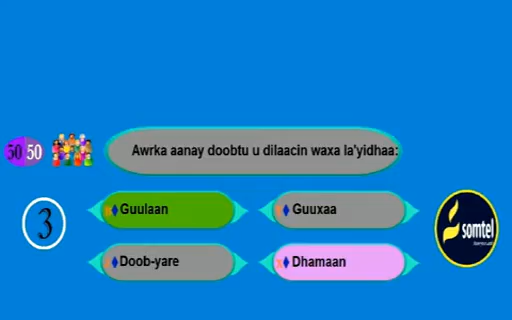 50 50
Awrka aanay doobtu u dilaacin waxa la'yidhaa:
3
Guulaan
Guuxaa
Doob-yare
Dhamaan
somtel